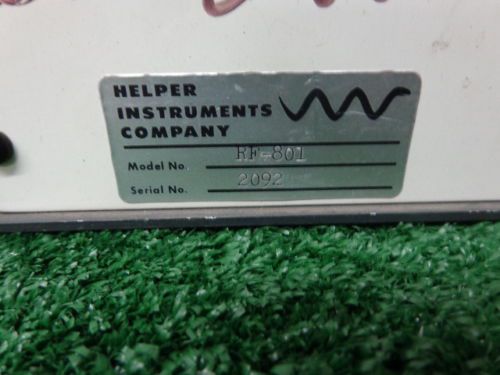 HELPER
INSTRUMENTS
COMPANY
Model No. RF-801
Serial No. 2092